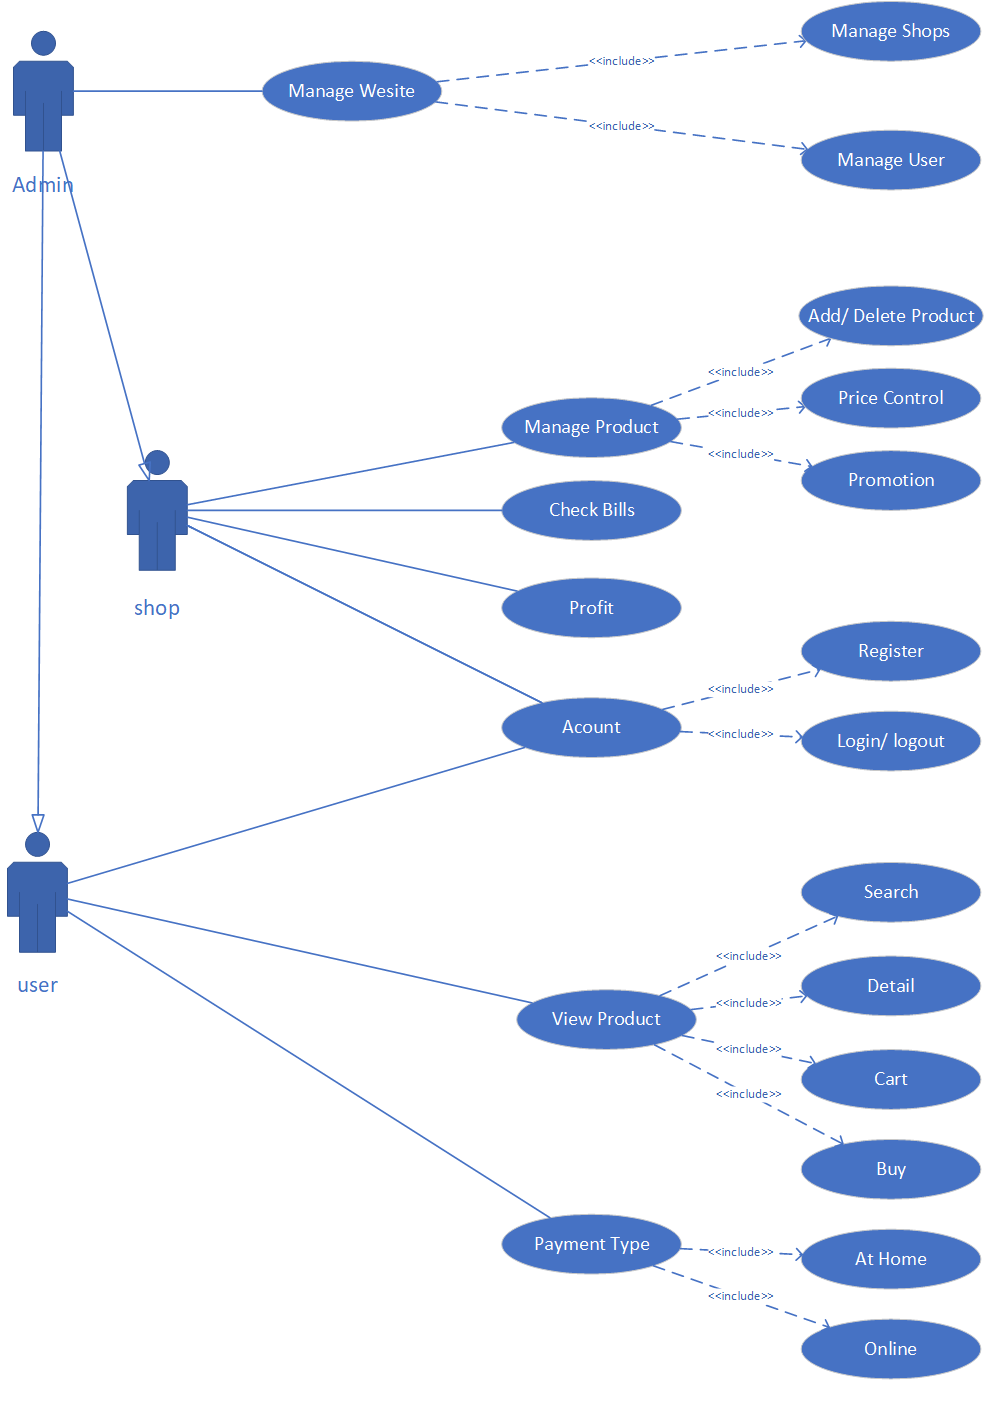 Manage Shops
<<include>>
Manage Wesite
<<include>>
Manage User
Admin
Add/ Delete Product
<<include>>
Price Control
<<include>>
Manage Product
<<include>>
Promotion
Check Bills
shop
Profit
Register
<<include>>
Acount
<<include>>
Login/ logout
Search
<<include>>
user
Detail
<<include>>
View Product
<<include>>
Cart
<<include>>
Buy
Payment Type
<<include>>
At Home
<<include>>
Online